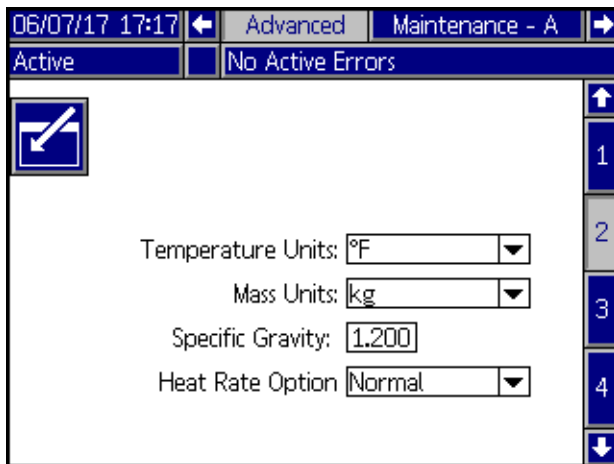 06/07/17 17:17 Advanced Maintenance - A
Active No Active Errors
1
2
Temperature Units: °F
Mass Units: kg
3
Specific Gravity: 1.200
Heat Rate Option Normal
4